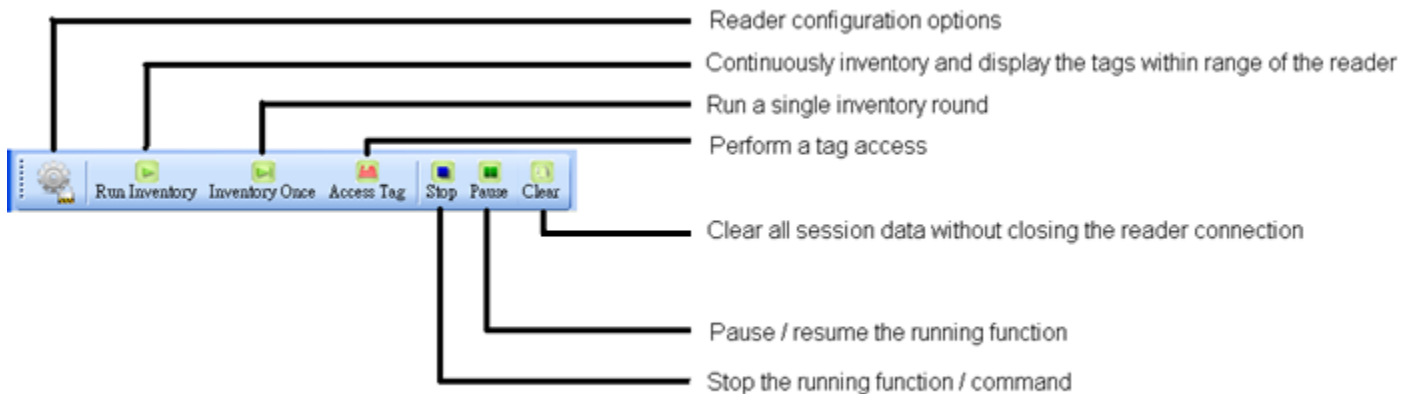 Reader configuration options
Continuously inventory and display the tags within range of the reader
Run a single inventory round
Perform a tag access
Run Inventory Inventory Once Access Tag Stop Pause Clear
Clear all session data without closing the reader connection
Pause / resume the running function
Stop the running function / command